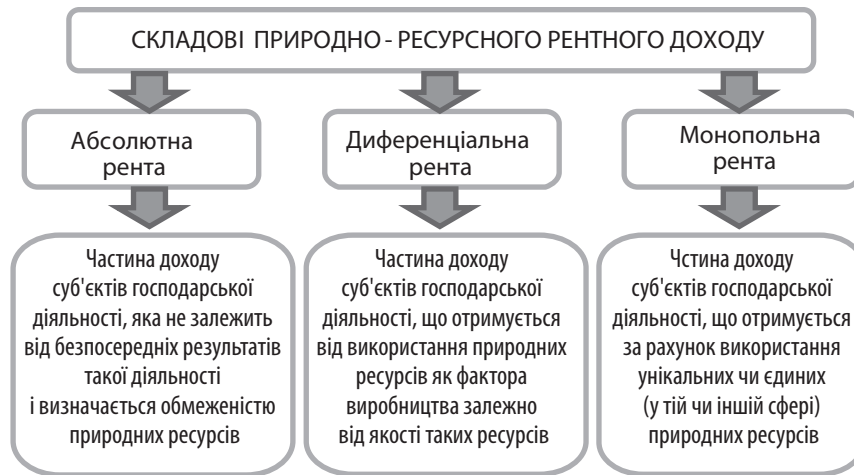 СКЛАДОВІ ПРИРОДНО - РЕСУРСНОГО РЕНТНОГО ДОХОДУ
Абсолютна
рента
Диференціальна
рента
Монопольна
рента
Частина доходу
суб'єктів господарської
діяльності, яка не залежить
від безпосередніх результатів
такої діяльності
і визначається обмеженістю
природних ресурсів
Частина доходу
суб'єктів господарської
діяльності, що отримується
від використання природних
ресурсів як фактора
виробництва залежно
від якості таких ресурсів
Чстина доходу
суб'єктів господарської
діяльності, що отримується
за рахунок використання
унікальних чи єдиних
(у тій чи іншій сфері)
природних ресурсів